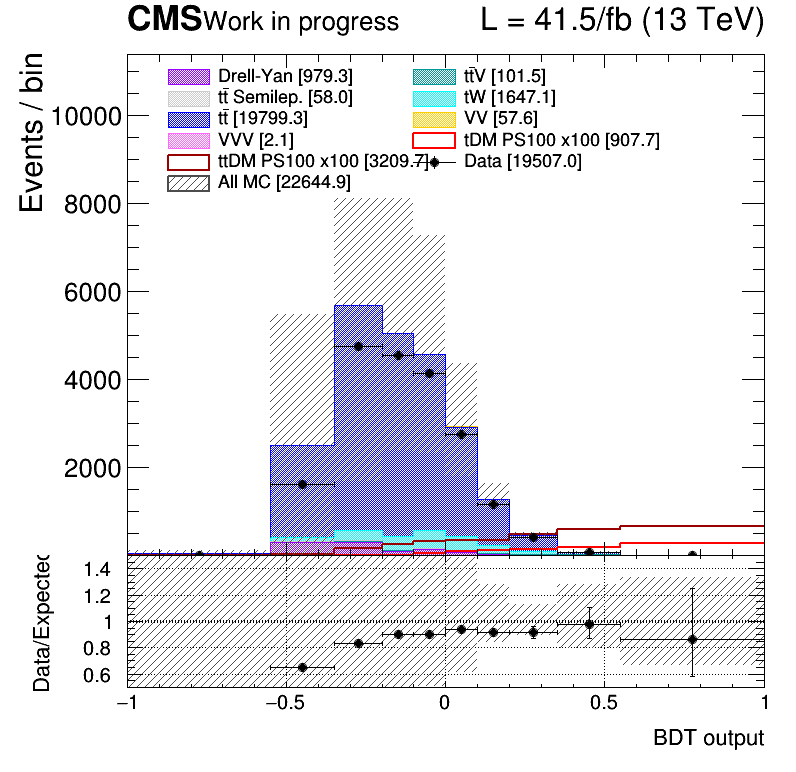 CMS Work in progress L = 41.5/fb (13 TeV)
Events / bin
10000
8000
6000
4000
2000
Drell-Yan [979.3] tt̄V [101.5]
tt̄ Semilep. [58.0] tW [1647.1]
tt̄ [19799.3] VV [57.6]
VVV [2.1] tDM PS100 x100 [907.7]
ttDM PS100 x100 [3209.7] Data [19507.0]
All MC [22644.9]
Data/Expected
1.4
1.2
1
0.8
0.6
−1 −0.5 0 0.5 1
BDT output